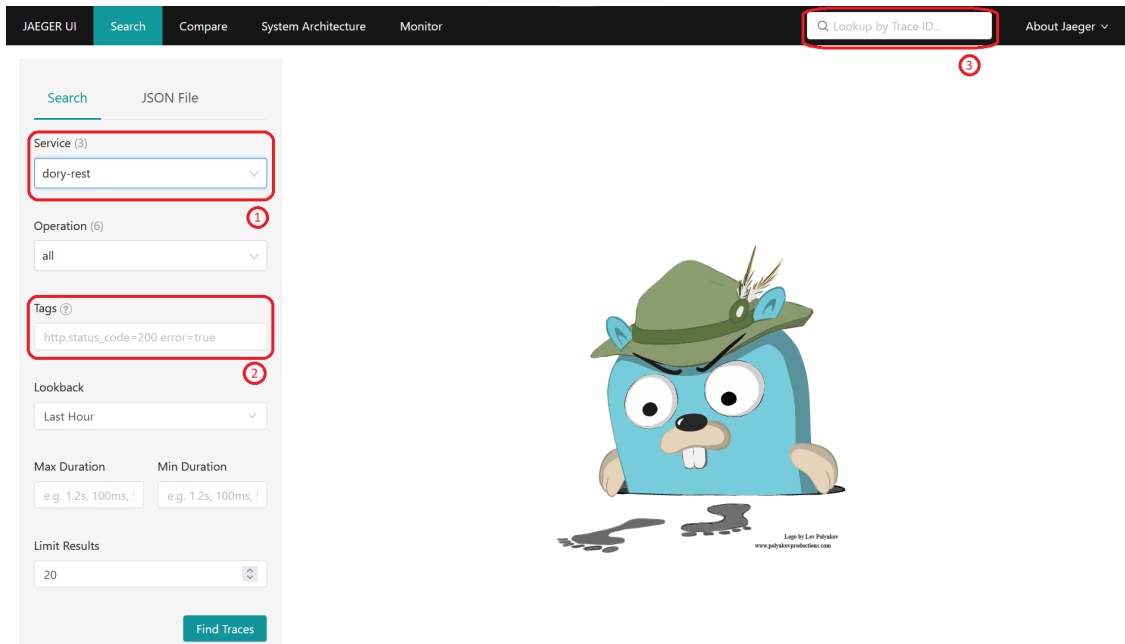 JAEGER UI Search Compare System Architecture Monitor Lookup by Trace ID... About Jaeger
3
Search JSON File
Service (3)
dory-rest
1
Operation (6)
all
Tags ?
http.status_code=200 error=true
2
Lookback
Last Hour
Max Duration Min Duration
e.g. 1.2s, 100ms, e.g. 1.2s, 100ms,
Limit Results
20
Find Traces
Logo by Lev Polyakov
www.polyakovproductions.com